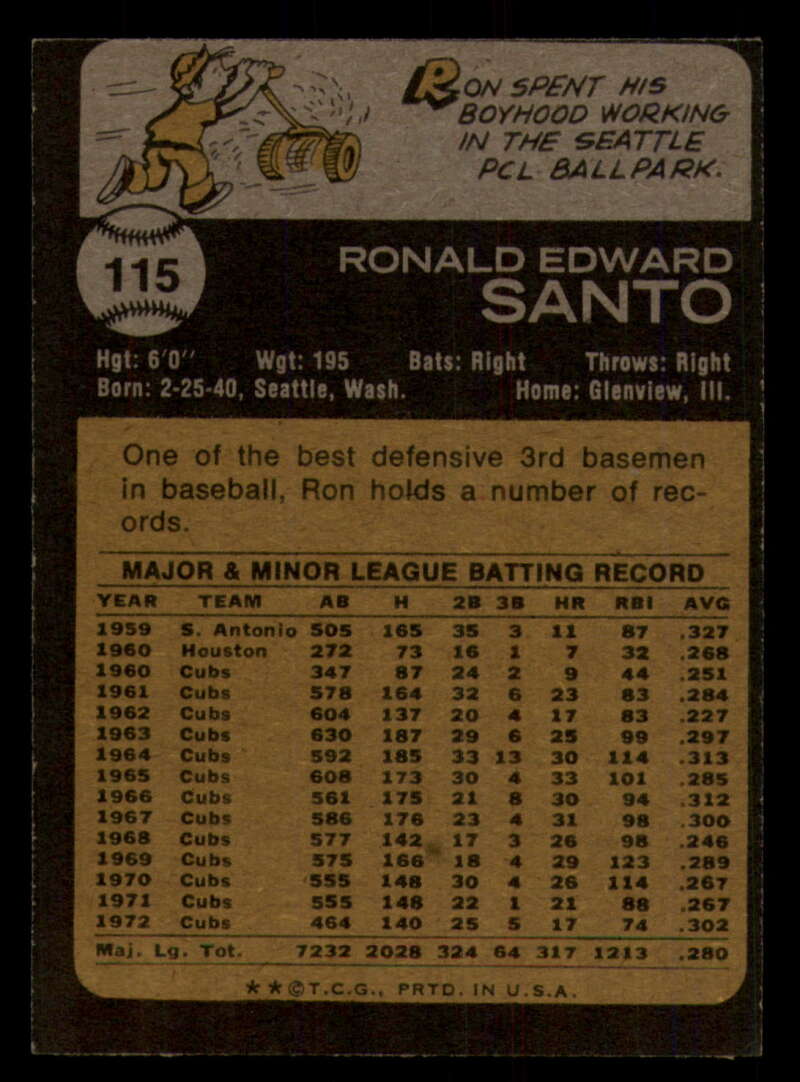 RON SPENT HIS
BOYHOOD WORKING
IN THE SEATTLE
PCL BALLPARK.
115
RONALD EDWARD
SANTO
Hgt: 6'0" Wgt: 195 Bats: Right Throws: Right
Born: 2-25-40, Seattle, Wash. Home: Glenview, Ill.
One of the best defensive 3rd basemen
in baseball, Ron holds a number of rec-
ords.
MAJOR & MINOR LEAGUE BATTING RECORD
YEAR TEAM AB H 2B 3B HR RBI AVG
1959 S. Antonio 505 165 35 3 11 87 .327
1960 Houston 272 73 16 1 7 32 .268
1960 Cubs 347 87 24 2 9 44 .251
1961 Cubs 578 164 32 6 23 83 .284
1962 Cubs 604 137 20 4 17 83 .227
1963 Cubs 630 187 29 6 25 99 .297
1964 Cubs 592 185 33 13 30 114 .313
1965 Cubs 608 173 30 4 33 101 .285
1966 Cubs 561 175 21 8 30 94 .312
1967 Cubs 586 176 23 4 31 98 .300
1968 Cubs 577 142 17 3 26 98 .246
1969 Cubs 575 166 18 4 29 123 .289
1970 Cubs 555 148 30 4 26 114 .267
1971 Cubs 555 148 22 1 21 88 .267
1972 Cubs 464 140 25 5 17 74 .302
Maj. Lg. Tot. 7232 2028 324 64 317 1213 .280
★★©T.C.G., PRTD. IN U.S.A.